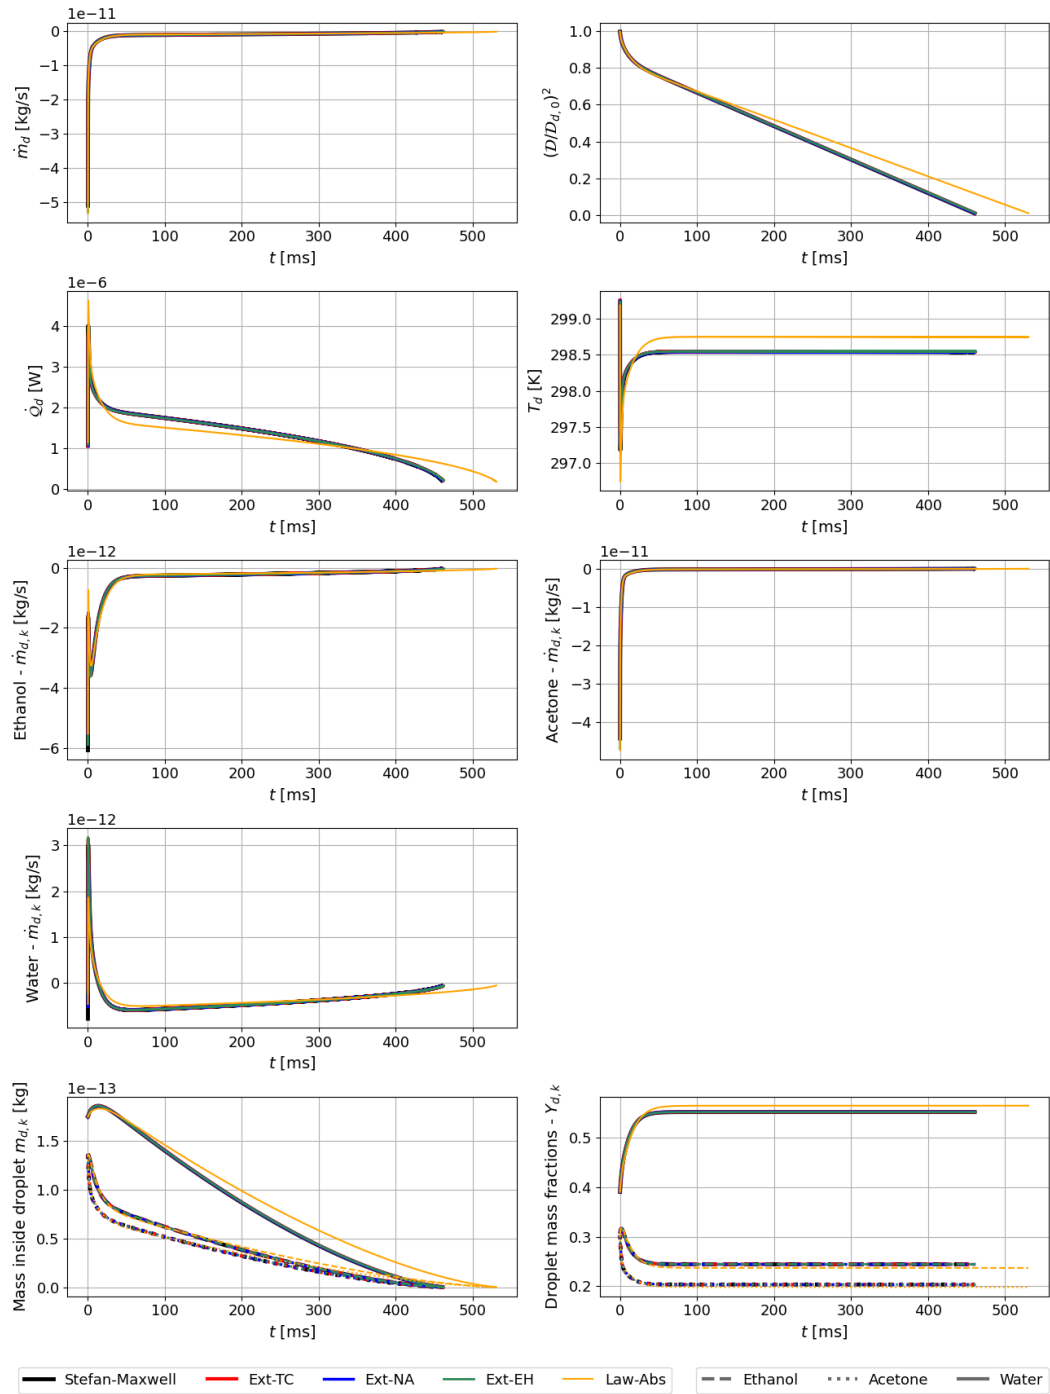 1e−11
0
−1
−2
−3
−4
−5
ṁ_d [kg/s]
0 100 200 300 400 500
t [ms]
1.0
0.8
0.6
0.4
0.2
0.0
(𝒟/𝒟_{d,0})²
0 100 200 300 400 500
t [ms]
1e−6
4
3
2
1
0
Q̇_d [W]
0 100 200 300 400 500
t [ms]
299.0
298.5
298.0
297.5
297.0
T_d [K]
0 100 200 300 400 500
t [ms]
1e−12
0
−2
−4
−6
Ethanol - ṁ_{d,k} [kg/s]
0 100 200 300 400 500
t [ms]
1e−11
0
−1
−2
−3
−4
Acetone - ṁ_{d,k} [kg/s]
0 100 200 300 400 500
t [ms]
1e−12
3
2
1
0
Water - ṁ_{d,k} [kg/s]
0 100 200 300 400 500
t [ms]
1e−13
1.5
1.0
0.5
0.0
Mass inside droplet m_{d,k} [kg]
0 100 200 300 400 500
t [ms]
0.5
0.4
0.3
0.2
Droplet mass fractions - Y_{d,k}
0 100 200 300 400 500
t [ms]
Stefan-Maxwell Ext-TC Ext-NA Ext-EH Law-Abs Ethanol Acetone Water